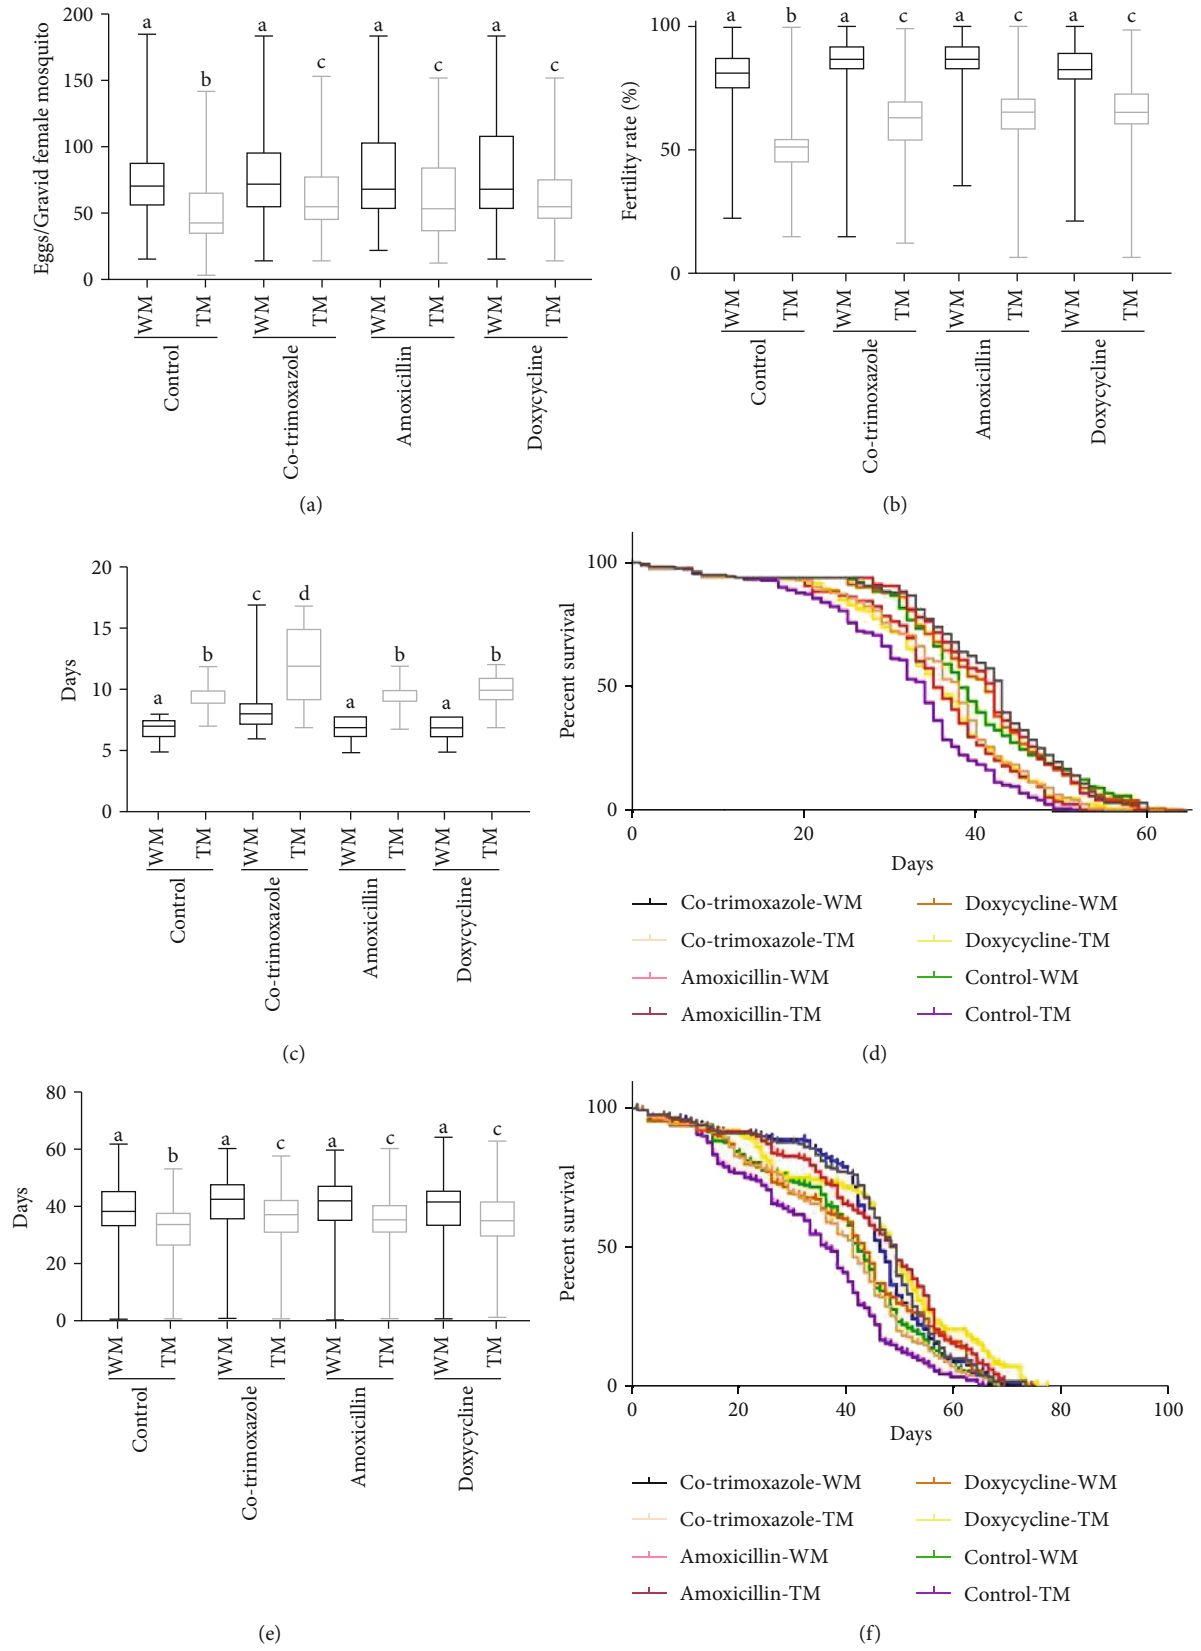 Eggs/Gravid female mosquito
200
150
100
50
0
a
b
a
c
a
c
a
c
WM
TM
WM
TM
WM
TM
WM
TM
Control
Co-trimoxazole
Amoxicillin
Doxycycline
(a)
Fertility rate (%)
100
50
0
a
b
a
c
a
c
a
c
WM
TM
WM
TM
WM
TM
WM
TM
Control
Co-trimoxazole
Amoxicillin
Doxycycline
(b)
Days
20
15
10
5
0
a
b
c
d
a
b
a
b
WM
TM
WM
TM
WM
TM
WM
TM
Control
Co-trimoxazole
Amoxicillin
Doxycycline
(c)
Percent survival
100
50
0
0 20 40 60
Days
Co-trimoxazole-WM
Co-trimoxazole-TM
Amoxicillin-WM
Amoxicillin-TM
Doxycycline-WM
Doxycycline-TM
Control-WM
Control-TM
(d)
Days
80
60
40
20
0
a
b
a
c
a
c
a
c
WM
TM
WM
TM
WM
TM
WM
TM
Control
Co-trimoxazole
Amoxicillin
Doxycycline
(e)
Percent survival
100
50
0
0 20 40 60 80 100
Days
Co-trimoxazole-WM
Co-trimoxazole-TM
Amoxicillin-WM
Amoxicillin-TM
Doxycycline-WM
Doxycycline-TM
Control-WM
Control-TM
(f)